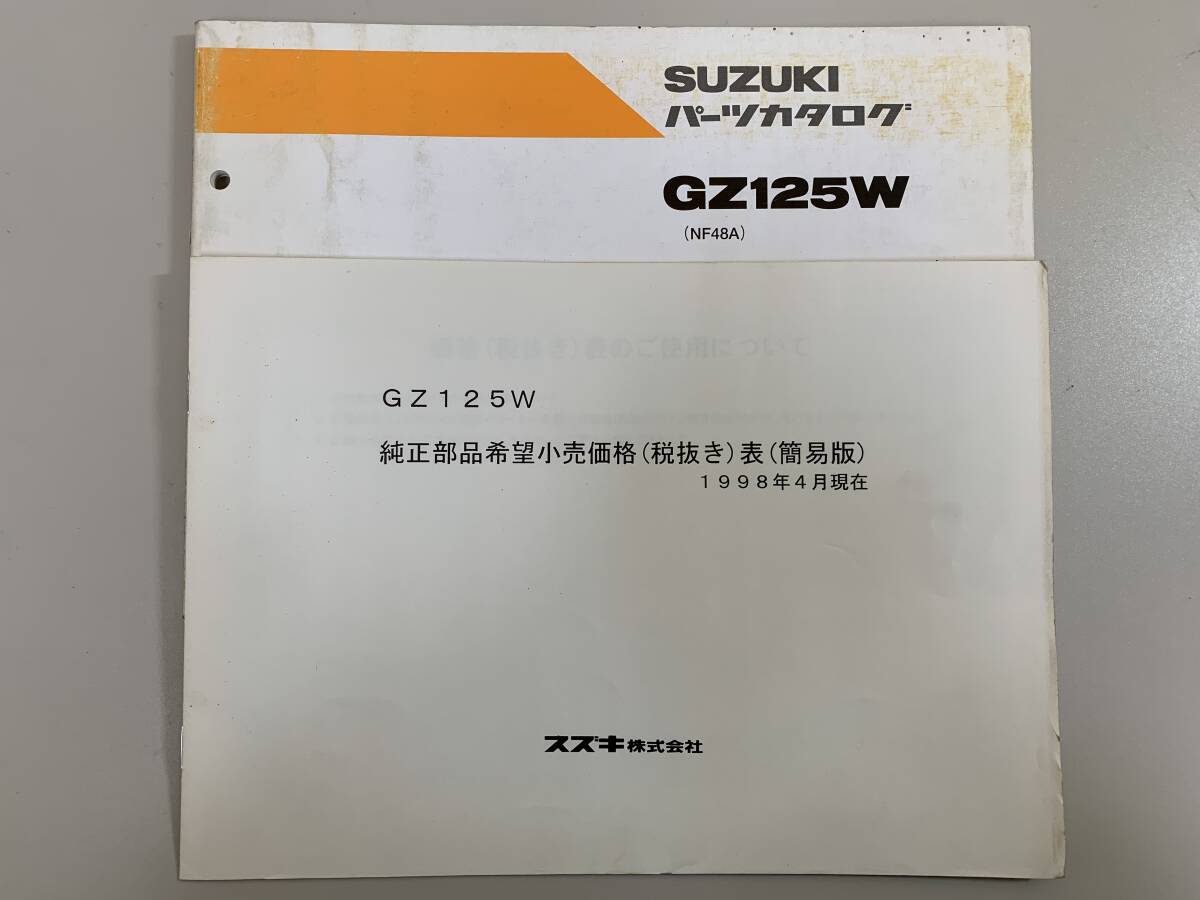 SUZUKI
パーツカタログ
GZ125W
(NF48A)
GZ125W
純正部品希望小売価格(税抜き)表(簡易版)
1998年4月現在
スズキ株式会社